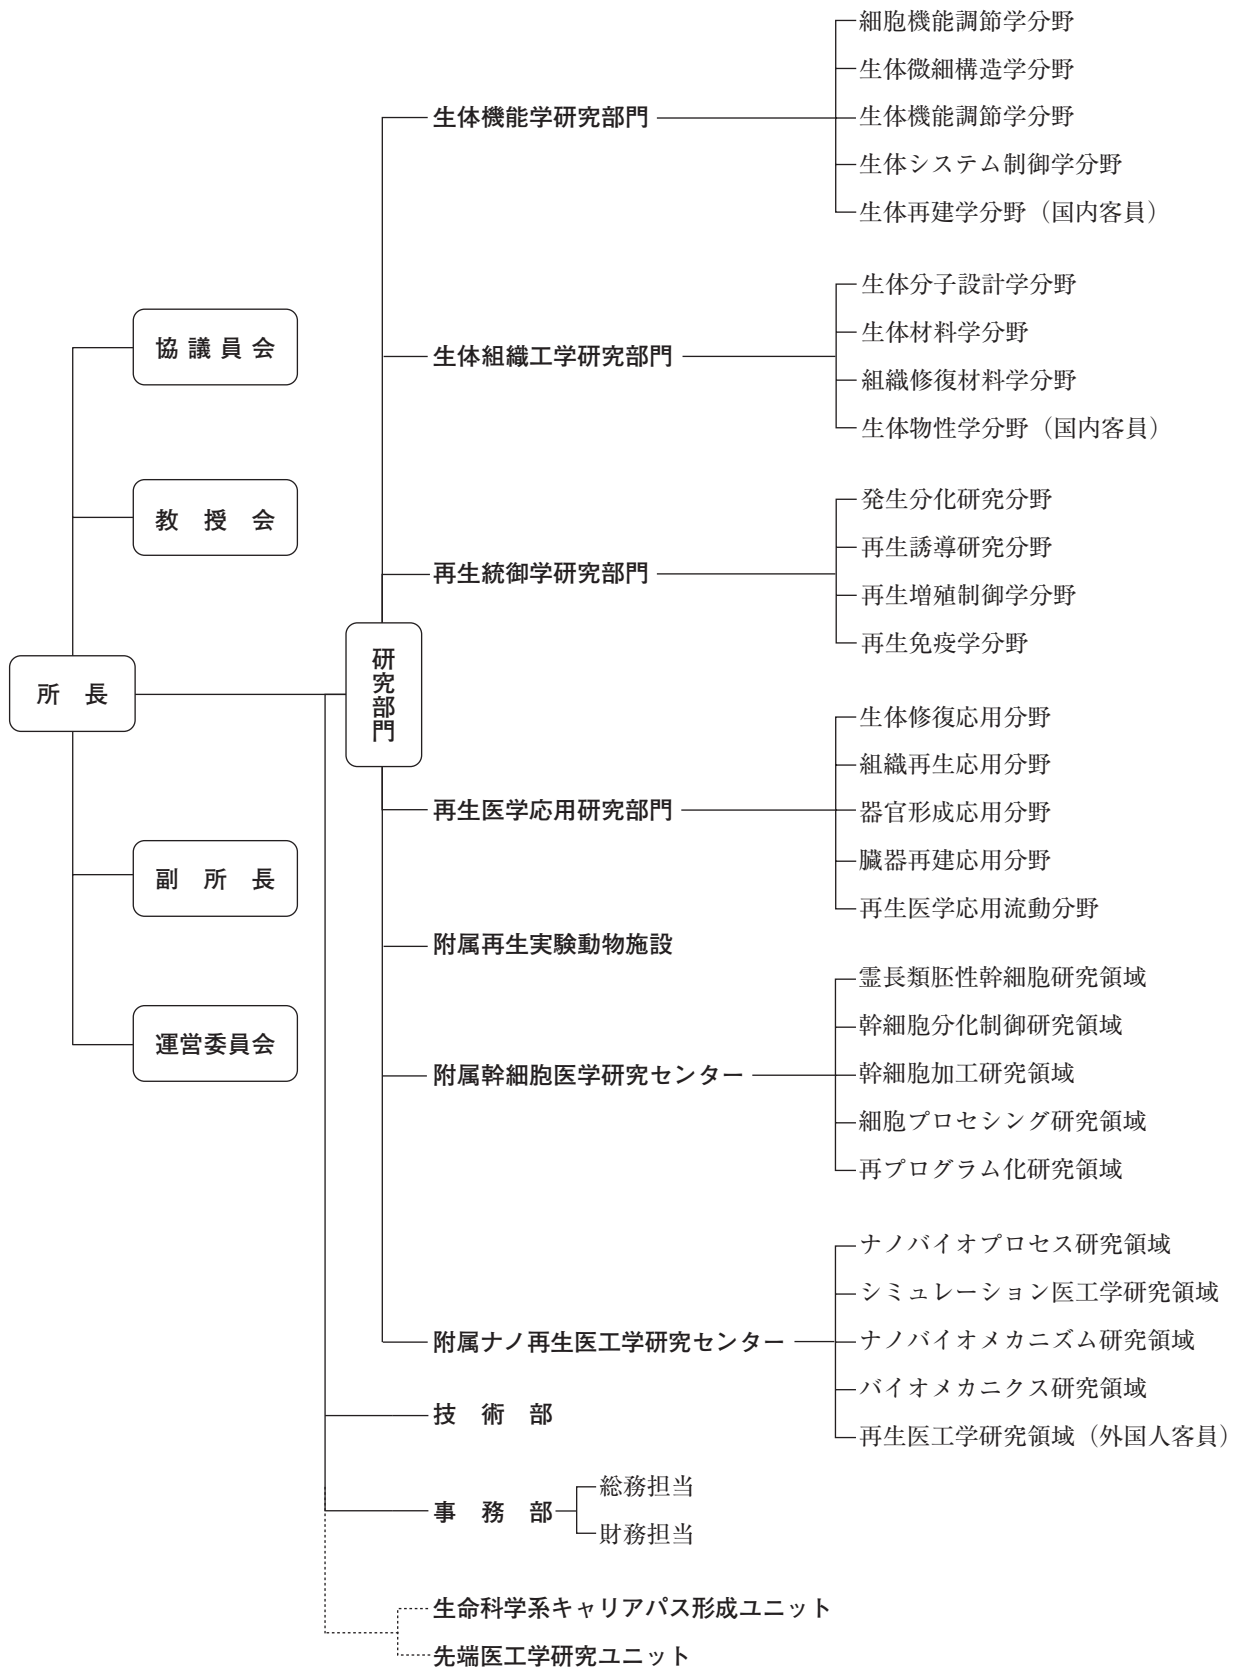 所　長
協 議 員 会
教　授　会
副　所　長
運営委員会
研究部門
生体機能学研究部門
細胞機能調節学分野
生体微細構造学分野
生体機能調節学分野
生体システム制御学分野
生体再建学分野（国内客員）
生体組織工学研究部門
生体分子設計学分野
生体材料学分野
組織修復材料学分野
生体物性学分野（国内客員）
再生統御学研究部門
発生分化研究分野
再生誘導研究分野
再生増殖制御学分野
再生免疫学分野
再生医学応用研究部門
生体修復応用分野
組織再生応用分野
器官形成応用分野
臓器再建応用分野
再生医学応用流動分野
附属再生実験動物施設
附属幹細胞医学研究センター
霊長類胚性幹細胞研究領域
幹細胞分化制御研究領域
幹細胞加工研究領域
細胞プロセシング研究領域
再プログラム化研究領域
附属ナノ再生医工学研究センター
ナノバイオプロセス研究領域
シミュレーション医工学研究領域
ナノバイオメカニズム研究領域
バイオメカニクス研究領域
再生医工学研究領域（外国人客員）
技　術　部
事　務　部
総務担当
財務担当
生命科学系キャリアパス形成ユニット
先端医工学研究ユニット